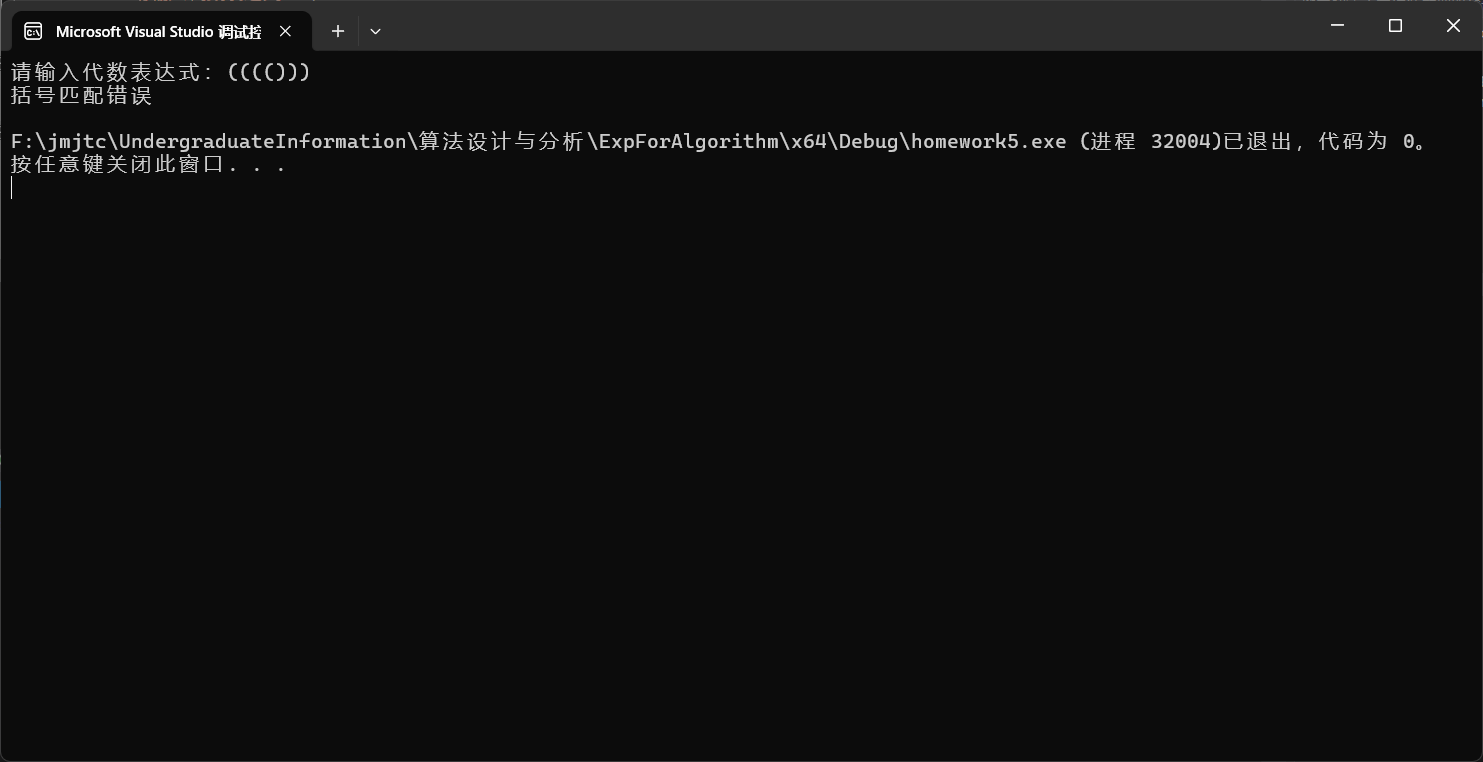 Microsoft Visual Studio 调试控
请输入代数表达式: (((()))
括号匹配错误
F:\jmjtc\UndergraduateInformation\算法设计与分析\ExpForAlgorithm\x64\Debug\homework5.exe (进程 32004)已退出，代码为 0。
按任意键关闭此窗口. . .